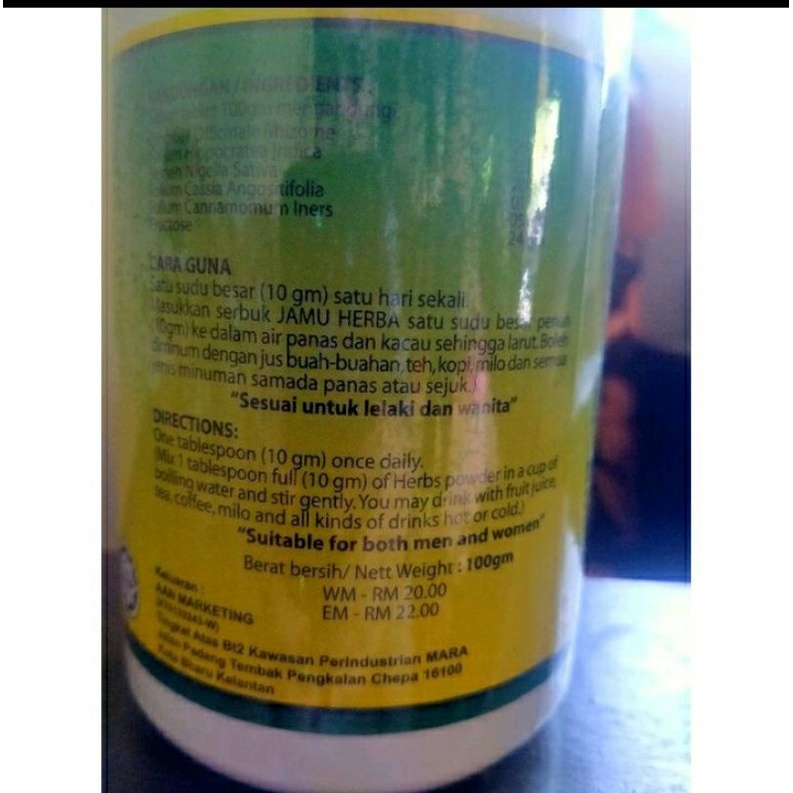 INGREDIENTS :
100gm mengandungi
Officinale Rhizome
Hippocratea Indica
Nigella Sativa
Cassia Angostifolia
Cannamomum Iners
Fructose
CARA GUNA
Satu sudu besar (10 gm) satu hari sekali.
Masukkan serbuk JAMU HERBA satu sudu besar penuh
(10gm) ke dalam air panas dan kacau sehingga larut. Boleh
diminum dengan jus buah-buahan, teh, kopi, milo dan semua
jenis minuman samada panas atau sejuk.)
"Sesuai untuk lelaki dan wanita"
DIRECTIONS:
One tablespoon (10 gm) once daily.
(Mix 1 tablespoon full (10 gm) of Herbs powder in a cup of
boiling water and stir gently. You may drink with fruit juice,
tea, coffee, milo and all kinds of drinks hot or cold.)
"Suitable for both men and women"
Berat bersih/ Nett Weight : 100gm
WM - RM 20.00
EM - RM 22.00
Keluaran :
AAN MARKETING
Tingkat Atas Bt2 Kawasan Perindustrian MARA
Jalan Padang Tembak Pengkalan Chepa 16100
Kota Bharu Kelantan